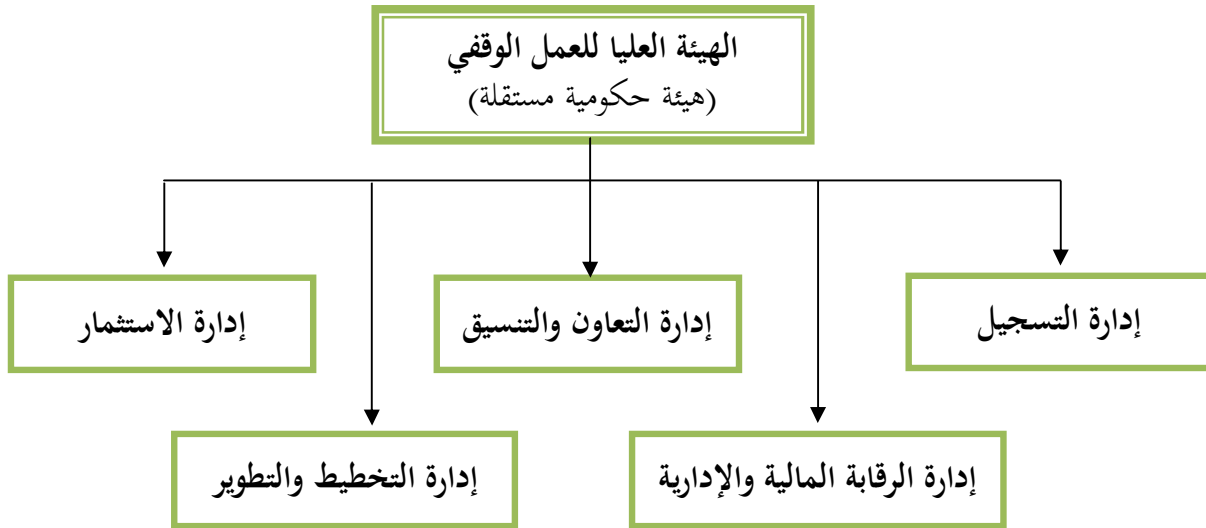 الهيئة العليا للعمل الوقفي
(هيئة حكومية مستقلة)
إدارة التسجيل
إدارة التعاون والتنسيق
إدارة الاستثمار
إدارة الرقابة المالية والإدارية
إدارة التخطيط والتطوير